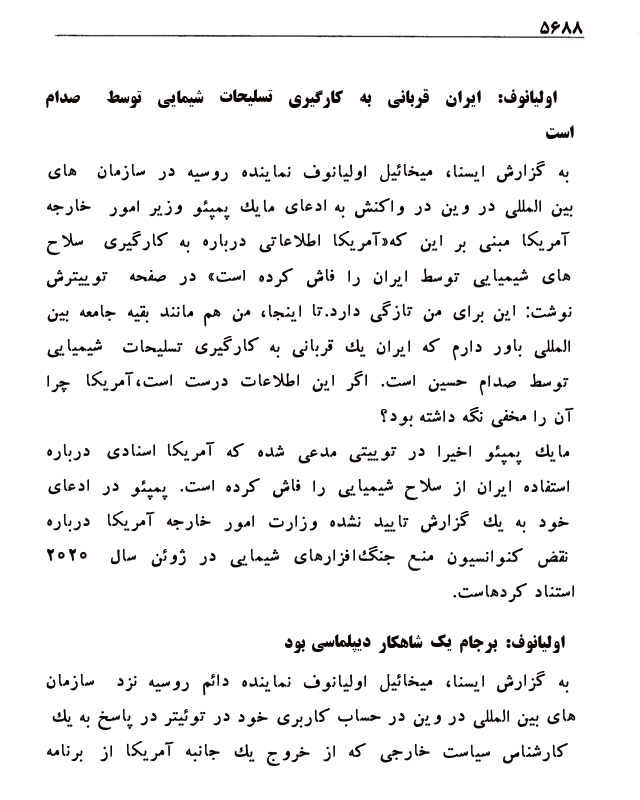 ۵۶۸۸
اولیانوف: ایران قربانی به کارگیری تسلیحات شیمایی توسط صدام
است
به گزارش ایسنا، میخائیل اولیانوف نماینده روسیه در سازمان های
بین المللی در وین در واکنش به ادعای مایك پمپئو وزیر امور خارجه
آمریکا مبنی بر این که«آمریکا اطلاعاتی درباره به کارگیری سلاح
های شیمیایی توسط ایران را فاش کرده است» در صفحه توییترش
نوشت: این برای من تازگی دارد.تا اینجا، من هم مانند بقیه جامعه بین
المللی باور دارم که ایران یك قربانی به کارگیری تسلیحات شیمیایی
توسط صدام حسین است. اگر این اطلاعات درست است،آمریکا چرا
آن را مخفی نگه داشته بود؟
مایك پمپئو اخیرا در توییتی مدعی شده که آمریکا اسنادی درباره
استفاده ایران از سلاح شیمیایی را فاش کرده است. پمپئو در ادعای
خود به یك گزارش تایید نشده وزارت امور خارجه آمریکا درباره
نقض کنوانسیون منع جنگ‌افزارهای شیمایی در ژوئن سال ۲۰۲۰
استناد کردهاست.
اولیانوف: برجام یک شاهکار دیپلماسی بود
به گزارش ایسنا، میخائیل اولیانوف نماینده دائم روسیه نزد سازمان
های بین المللی در وین در حساب کاربری خود در توئیتر در پاسخ به یك
کارشناس سیاست خارجی که از خروج یك جانبه آمریکا از برنامه